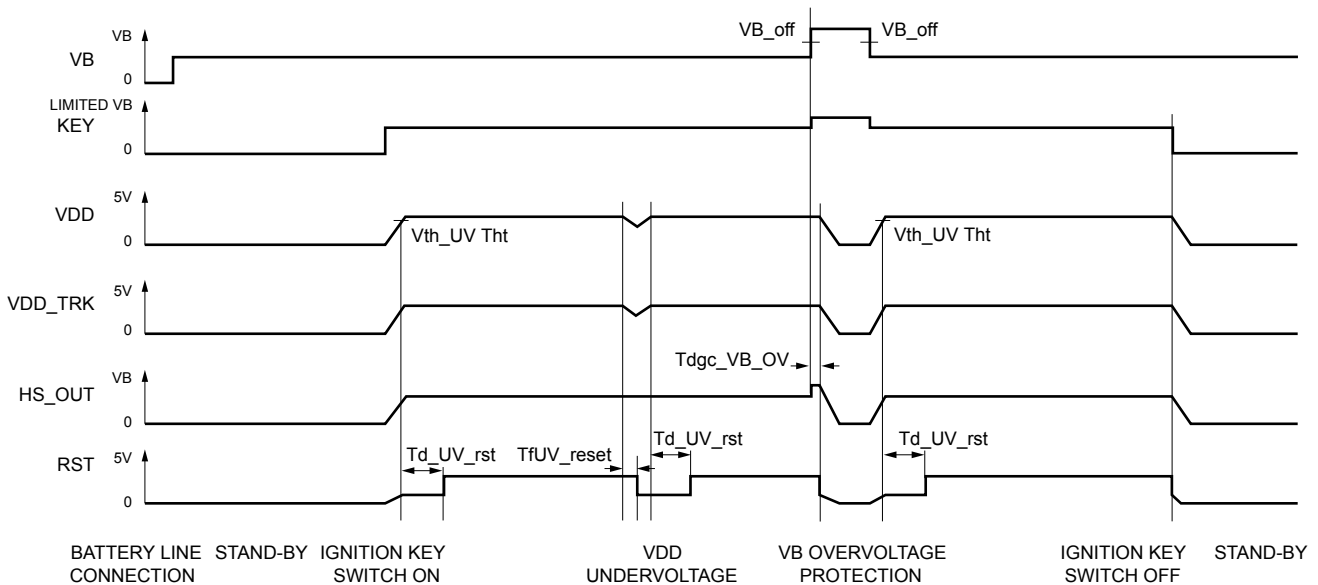 VB_off
VB_off
VB
VB
0
LIMITED VB
KEY
0
5V
VDD
0
Vth_UV Tht
Vth_UV Tht
5V
VDD_TRK
0
Tdgc_VB_OV
VB
HS_OUT
0
Td_UV_rst
TfUV_reset
Td_UV_rst
Td_UV_rst
5V
RST
0
BATTERY LINE
CONNECTION
STAND-BY
IGNITION KEY
SWITCH ON
VDD
UNDERVOLTAGE
VB OVERVOLTAGE
PROTECTION
IGNITION KEY
SWITCH OFF
STAND-BY